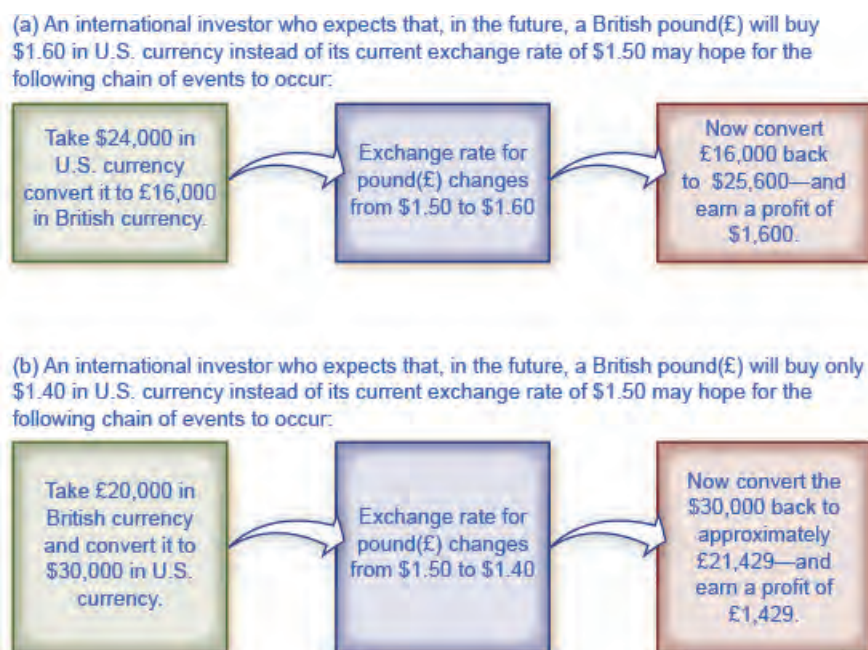 (a) An international investor who expects that, in the future, a British pound(£) will buy
$1.60 in U.S. currency instead of its current exchange rate of $1.50 may hope for the
following chain of events to occur:
Take $24,000 in
U.S. currency
convert it to £16,000
in British currency.
Exchange rate for
pound(£) changes
from $1.50 to $1.60
Now convert
£16,000 back
to $25,600—and
earn a profit of
$1,600.
(b) An international investor who expects that, in the future, a British pound(£) will buy only
$1.40 in U.S. currency instead of its current exchange rate of $1.50 may hope for the
following chain of events to occur:
Take £20,000 in
British currency
and convert it to
$30,000 in U.S.
currency.
Exchange rate for
pound(£) changes
from $1.50 to $1.40
Now convert the
$30,000 back to
approximately
£21,429—and
earn a profit of
£1,429.